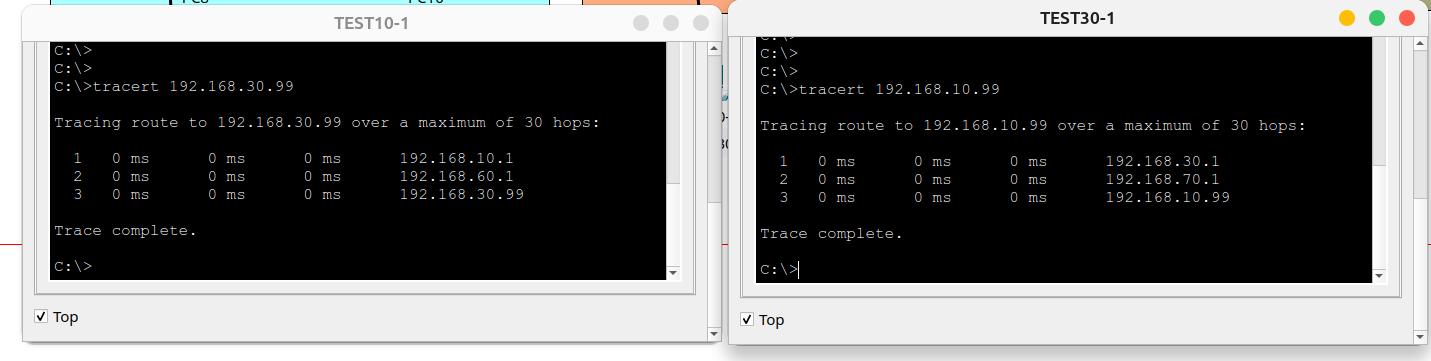 TEST10-1
C:\>
C:\>
C:\>tracert 192.168.30.99
Tracing route to 192.168.30.99 over a maximum of 30 hops:
1 0 ms 0 ms 0 ms 192.168.10.1
2 0 ms 0 ms 0 ms 192.168.60.1
3 0 ms 0 ms 0 ms 192.168.30.99
Trace complete.
C:\>
Top
TEST30-1
C:\>
C:\>
C:\>tracert 192.168.10.99
Tracing route to 192.168.10.99 over a maximum of 30 hops:
1 0 ms 0 ms 0 ms 192.168.30.1
2 0 ms 0 ms 0 ms 192.168.70.1
3 0 ms 0 ms 0 ms 192.168.10.99
Trace complete.
C:\>
Top